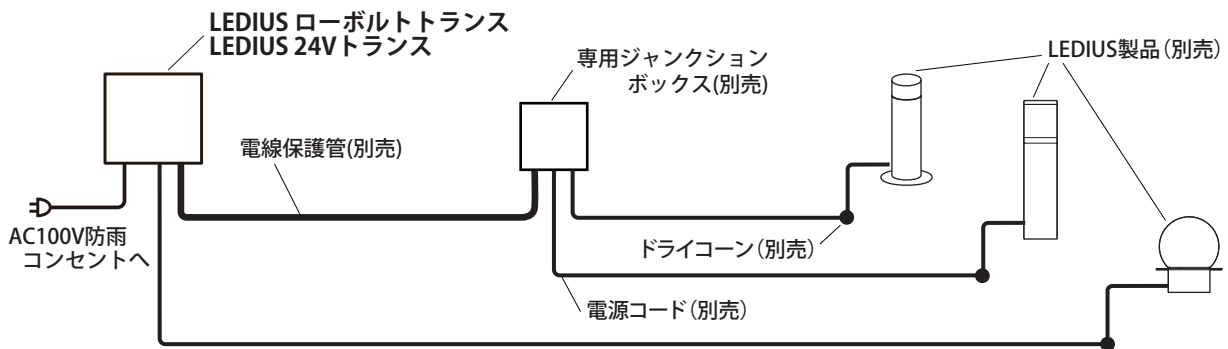 LEDIUS ローボルトトランス
LEDIUS 24Vトランス
専用ジャンクション
ボックス(別売)
LEDIUS製品（別売）
電線保護管(別売)
AC100V防雨
コンセントへ
ドライコーン（別売）
電源コード（別売）